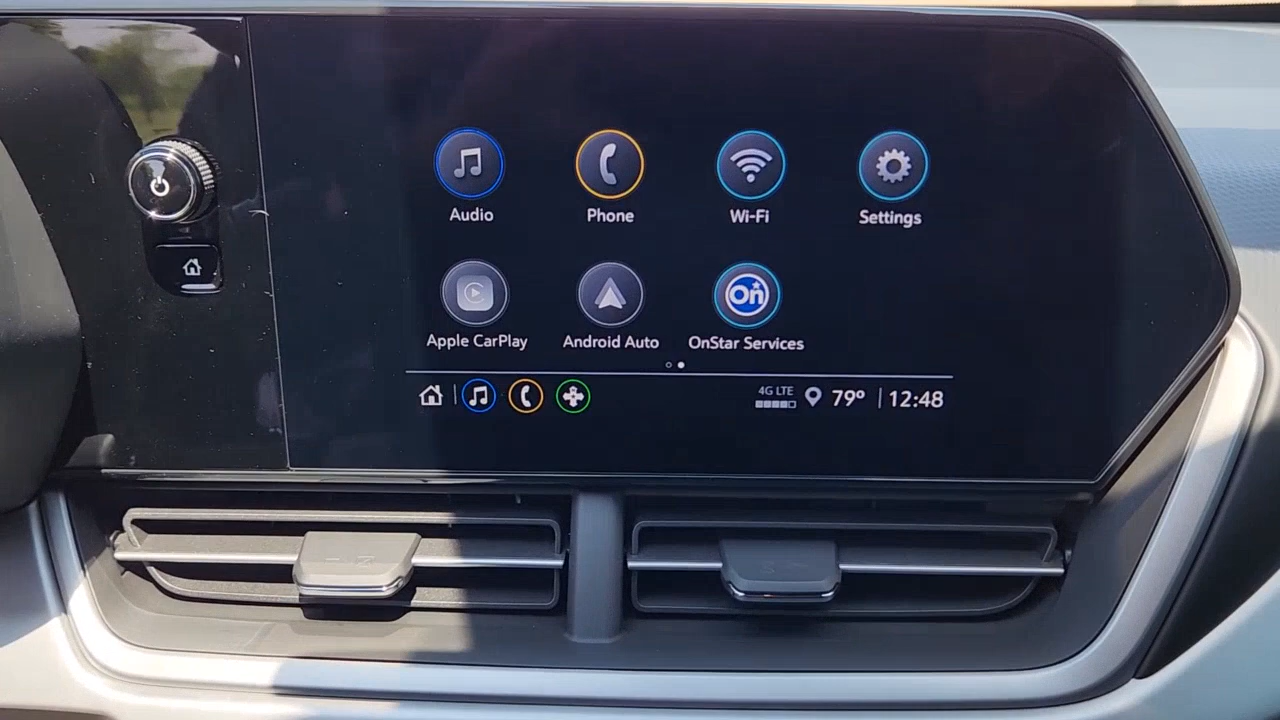 Audio Phone Wi-Fi Settings
On
Apple CarPlay Android Auto OnStar Services
4G LTE
79° 12:48